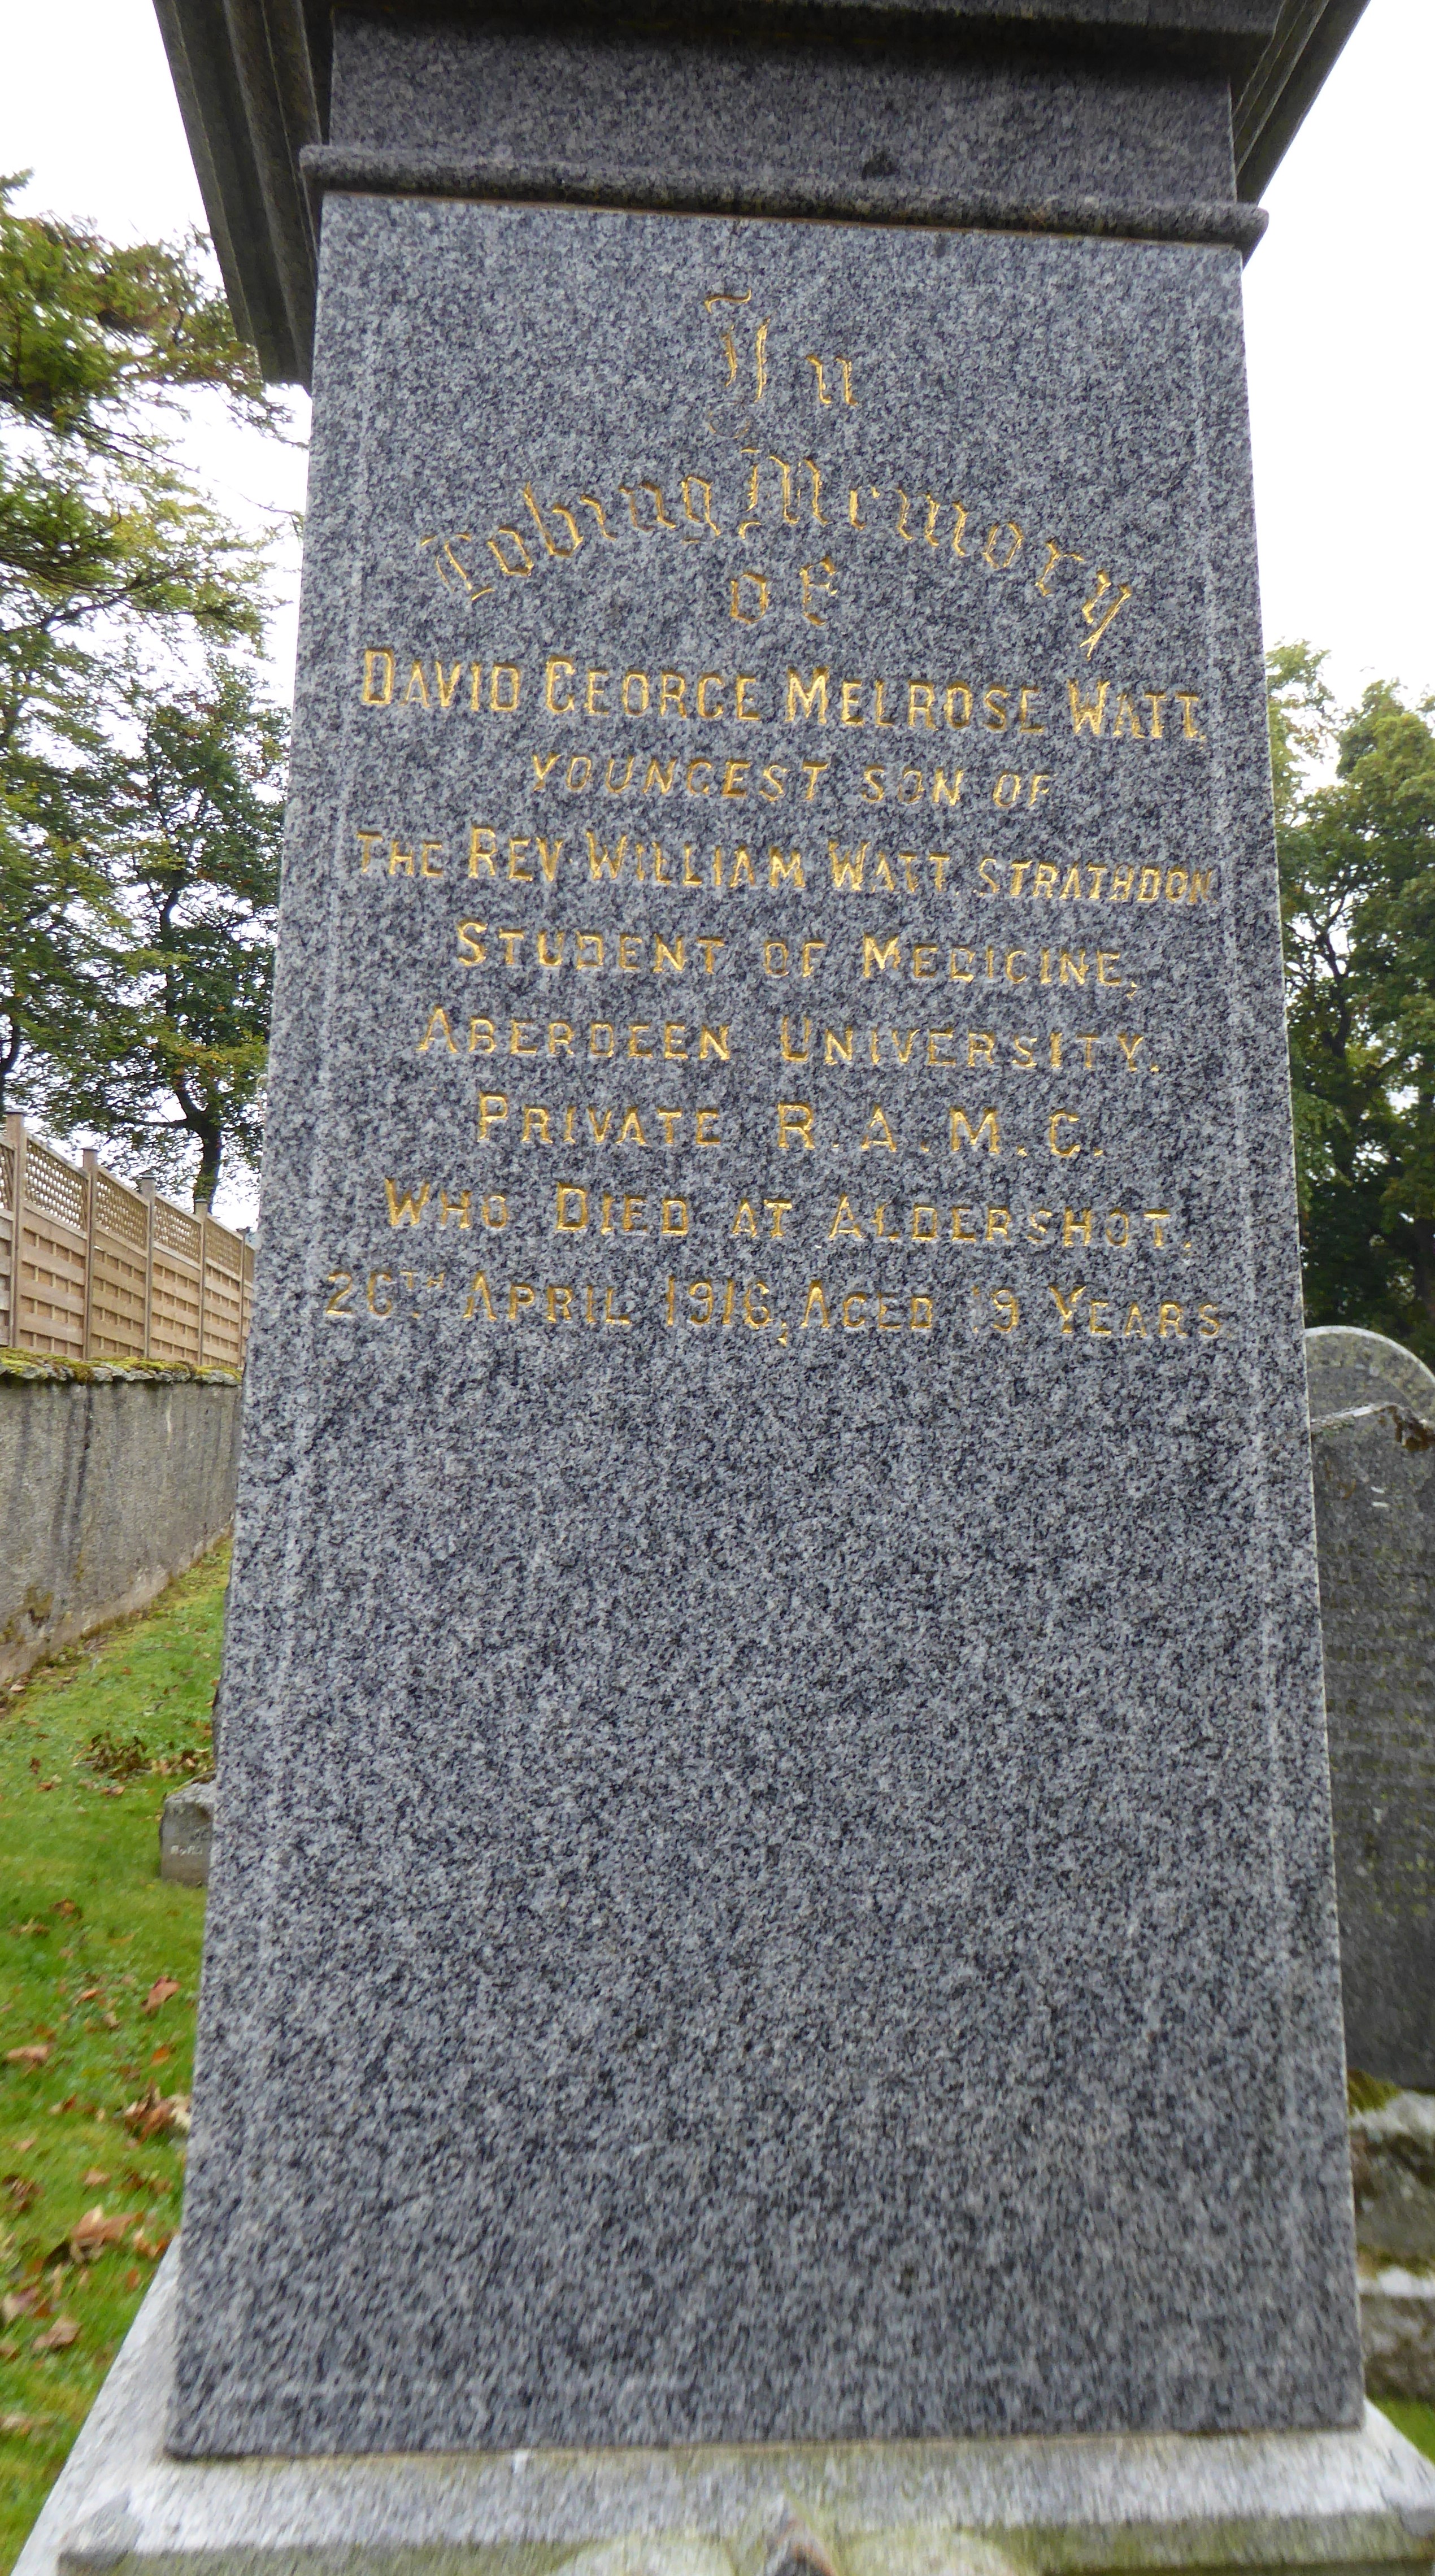 In
Loving Memory
OF
DAVID GEORGE MELROSE WATT,
YOUNGEST SON OF
THE REV. WILLIAM WATT, STRATHDON
STUDENT OF MEDICINE,
ABERDEEN UNIVERSITY.
PRIVATE R.A.M.C.
WHO DIED AT ALDERSHOT.
26TH APRIL 1916, AGED 19 YEARS